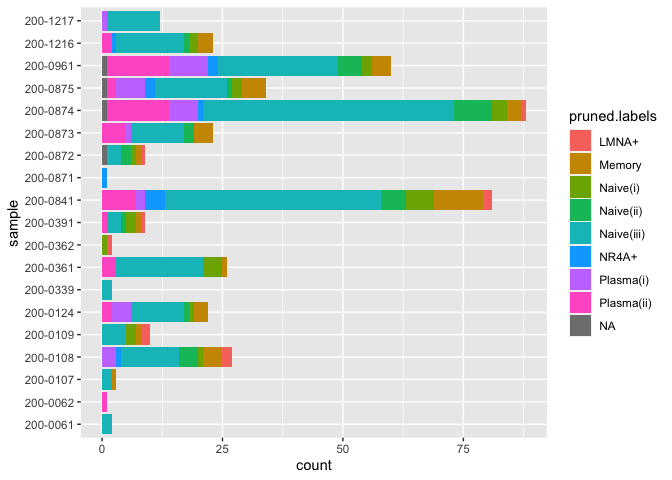 200-1217
200-1216
200-0961
200-0875
200-0874
200-0873
200-0872
200-0871
200-0841
200-0391
200-0362
200-0361
200-0339
200-0124
200-0109
200-0108
200-0107
200-0062
200-0061
sample
0 25 50 75
count
pruned.labels
LMNA+
Memory
Naive(i)
Naive(ii)
Naive(iii)
NR4A+
Plasma(i)
Plasma(ii)
NA